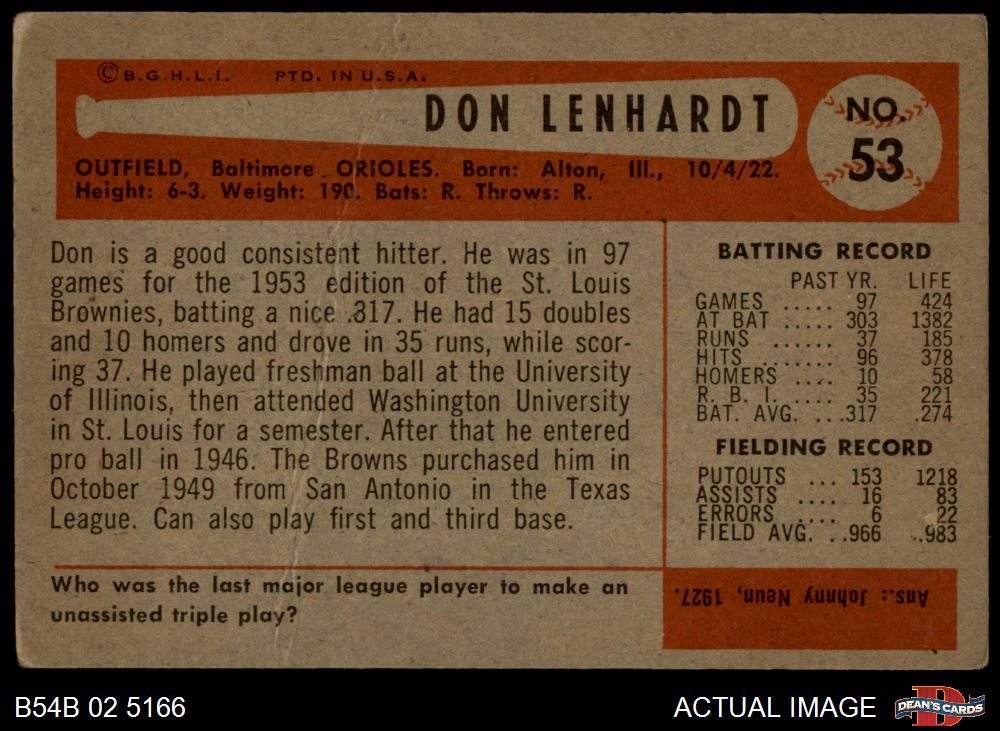 © B.G.H.L.I. PTD. IN U.S.A.
DON LENHARDT
NO.
53
OUTFIELD, Baltimore ORIOLES. Born: Alton, Ill., 10/4/22.
Height: 6-3. Weight: 190. Bats: R. Throws: R.
Don is a good consistent hitter. He was in 97
games for the 1953 edition of the St. Louis
Brownies, batting a nice .317. He had 15 doubles
and 10 homers and drove in 35 runs, while scor-
ing 37. He played freshman ball at the University
of Illinois, then attended Washington University
in St. Louis for a semester. After that he entered
pro ball in 1946. The Browns purchased him in
October 1949 from San Antonio in the Texas
League. Can also play first and third base.
BATTING RECORD
PAST YR. LIFE
GAMES ..... 97 424
AT BAT ..... 303 1382
RUNS ...... 37 185
HITS ....... 96 378
HOMERS .... 10 58
R. B. I. .... 35 221
BAT. AVG. ...317 .274
FIELDING RECORD
PUTOUTS ... 153 1218
ASSISTS .... 16 83
ERRORS .... 6 22
FIELD AVG. ..966 .983
Who was the last major league player to make an
unassisted triple play?
Ans.: Johnny Neun, 1927.
B54B 02 5166
ACTUAL IMAGE
DEAN'S CARDS